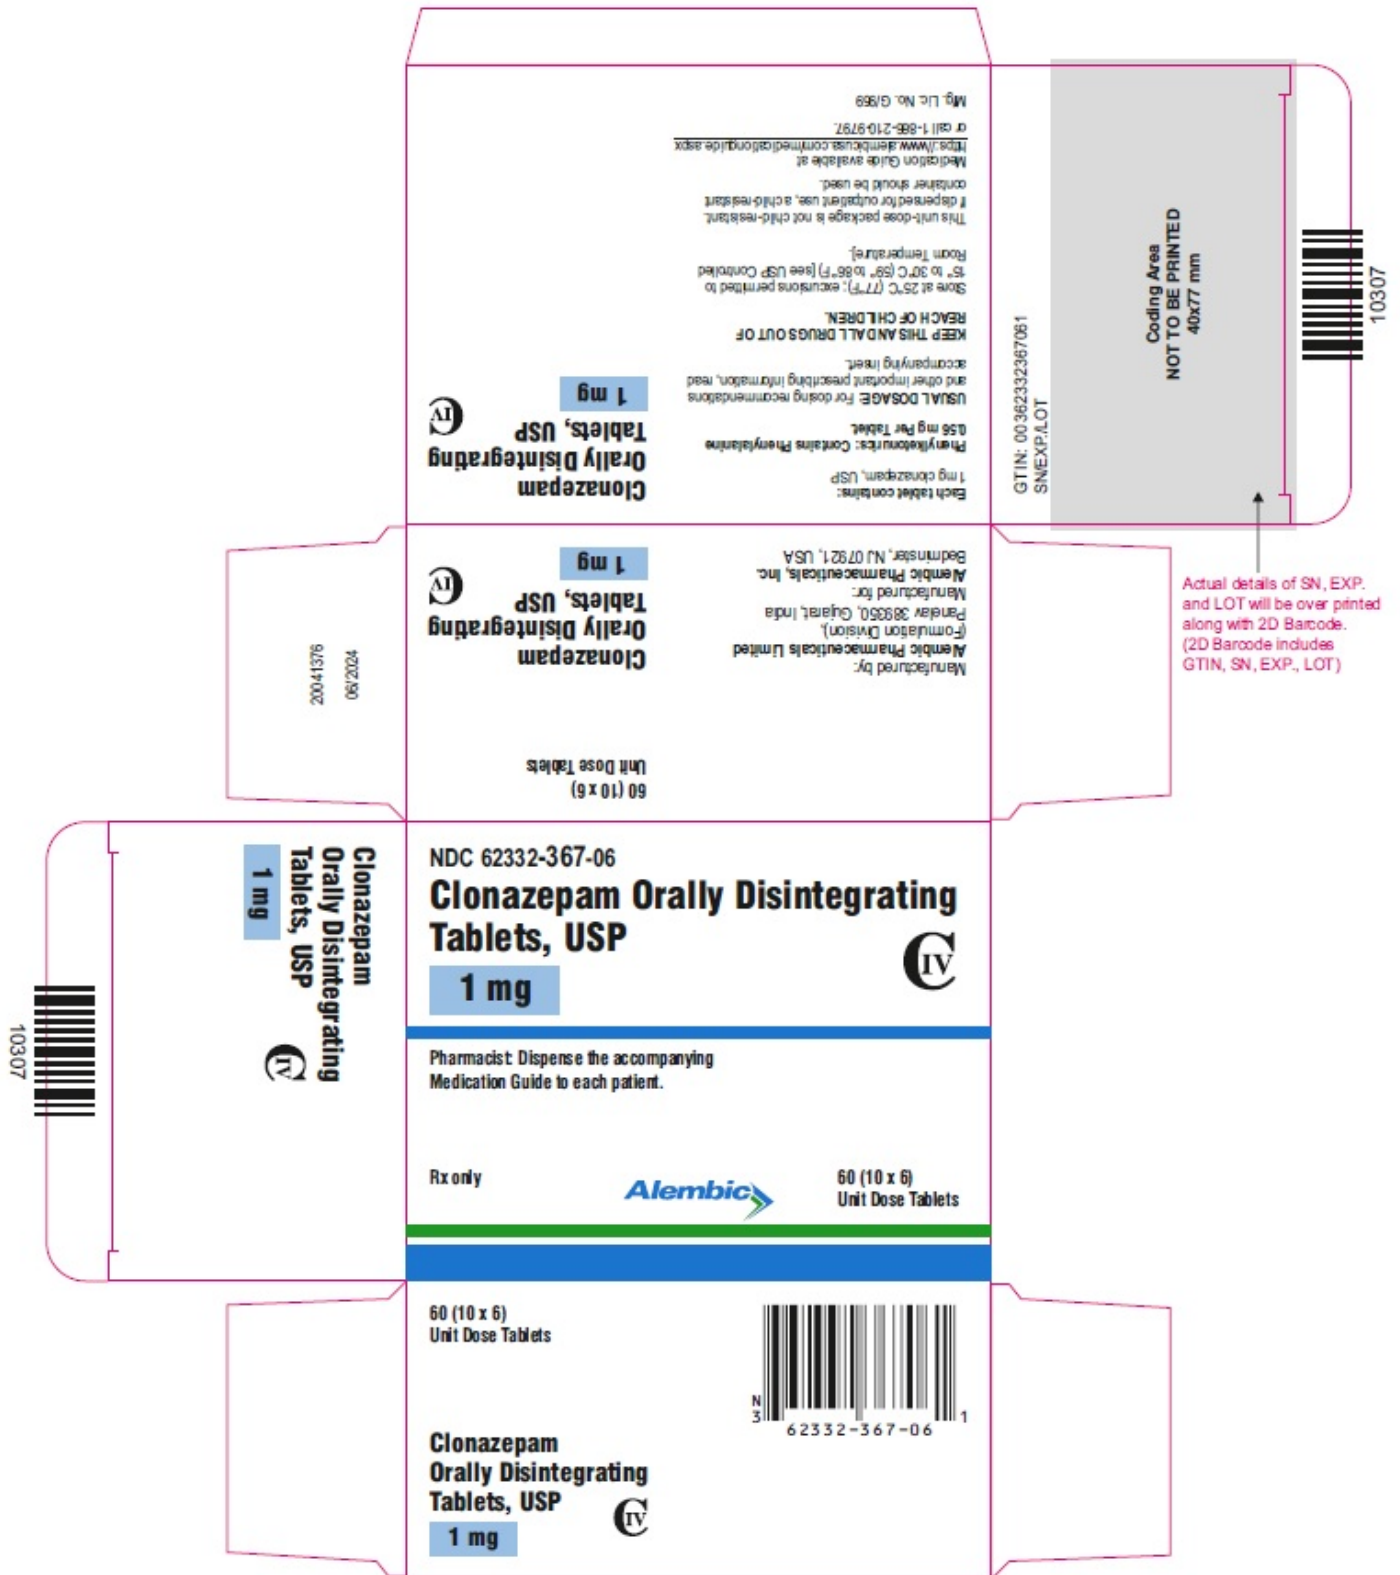 Each tablet contains:
1 mg clonazepam, USP
Phenylketonurics: Contains Phenylalanine
0.56 mg Per Tablet.
USUAL DOSAGE: For dosing recommendations
and other important prescribing information, read
accompanying insert.
KEEP THIS AND ALL DRUGS OUT OF
REACH OF CHILDREN.
Store at 25°C (77°F); excursions permitted to
15° to 30°C (59° to 86°F) [see USP Controlled
Room Temperature].
This unit-dose package is not child-resistant.
If dispensed for outpatient use, a child-resistant
container should be used.
Medication Guide available at
https://www.alembicusa.com/medicationguide.aspx
or call 1-866-210-9797.
Mfg. Lic. No. G/959
Clonazepam
Orally Disintegrating
Tablets, USP
1 mg
CIV
GTIN: 00362332367061
SN/EXP./LOT
Coding Area
NOT TO BE PRINTED
40x77 mm
10307
Actual details of SN, EXP.
and LOT will be over printed
along with 2D Barcode.
(2D Barcode includes
GTIN, SN, EXP., LOT)
Manufactured by:
Alembic Pharmaceuticals Limited
(Formulation Division),
Panelav 389350, Gujarat, India
Manufactured for:
Alembic Pharmaceuticals, Inc.
Bedminster, NJ 07921, USA
Clonazepam
Orally Disintegrating
Tablets, USP
1 mg
CIV
60 (10 x 6)
Unit Dose Tablets
20041376
06/2024
Clonazepam
Orally Disintegrating
Tablets, USP
1 mg
CIV
10307
NDC 62332-367-06
Clonazepam Orally Disintegrating
Tablets, USP
1 mg
CIV
Pharmacist: Dispense the accompanying
Medication Guide to each patient.
Rx only
Alembic
60 (10 x 6)
Unit Dose Tablets
60 (10 x 6)
Unit Dose Tablets
N
3
62332-367-06
1
Clonazepam
Orally Disintegrating
Tablets, USP
1 mg
CIV